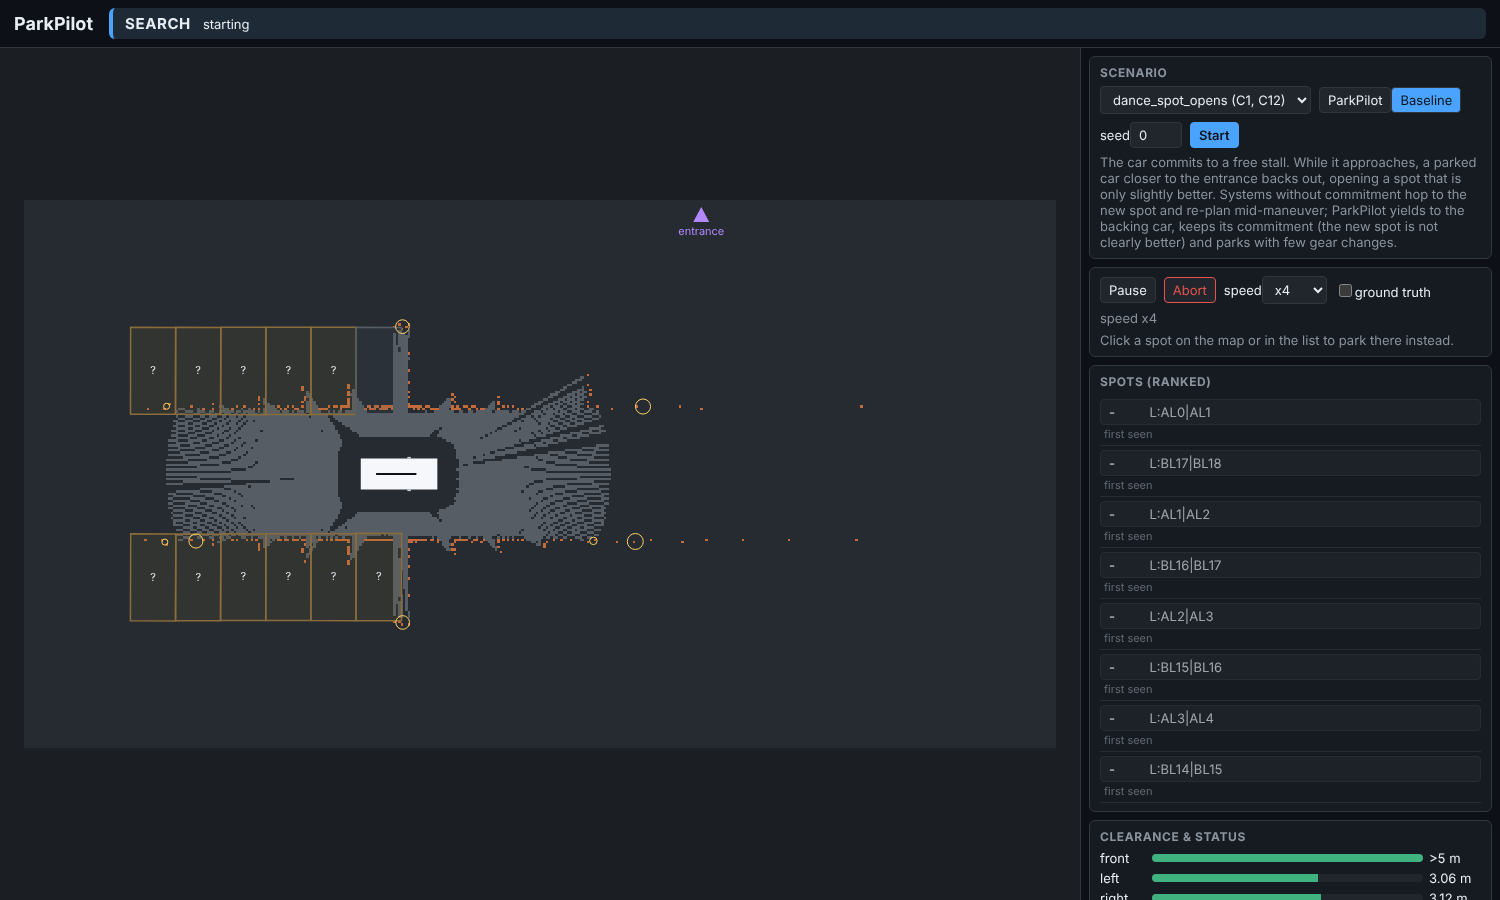 ParkPilot
SEARCH starting
entrance
? ? ? ? ?
? ? ? ? ? ?
SCENARIO
dance_spot_opens (C1, C12) ParkPilot Baseline
seed 0 Start
The car commits to a free stall. While it approaches, a parked
car closer to the entrance backs out, opening a spot that is
only slightly better. Systems without commitment hop to the
new spot and re-plan mid-maneuver; ParkPilot yields to the
backing car, keeps its commitment (the new spot is not
clearly better) and parks with few gear changes.
Pause Abort speed x4 ground truth
speed x4
Click a spot on the map or in the list to park there instead.
SPOTS (RANKED)
- L:AL0|AL1
first seen
- L:BL17|BL18
first seen
- L:AL1|AL2
first seen
- L:BL16|BL17
first seen
- L:AL2|AL3
first seen
- L:BL15|BL16
first seen
- L:AL3|AL4
first seen
- L:BL14|BL15
first seen
CLEARANCE & STATUS
front >5 m
left 3.06 m
right 3.12 m